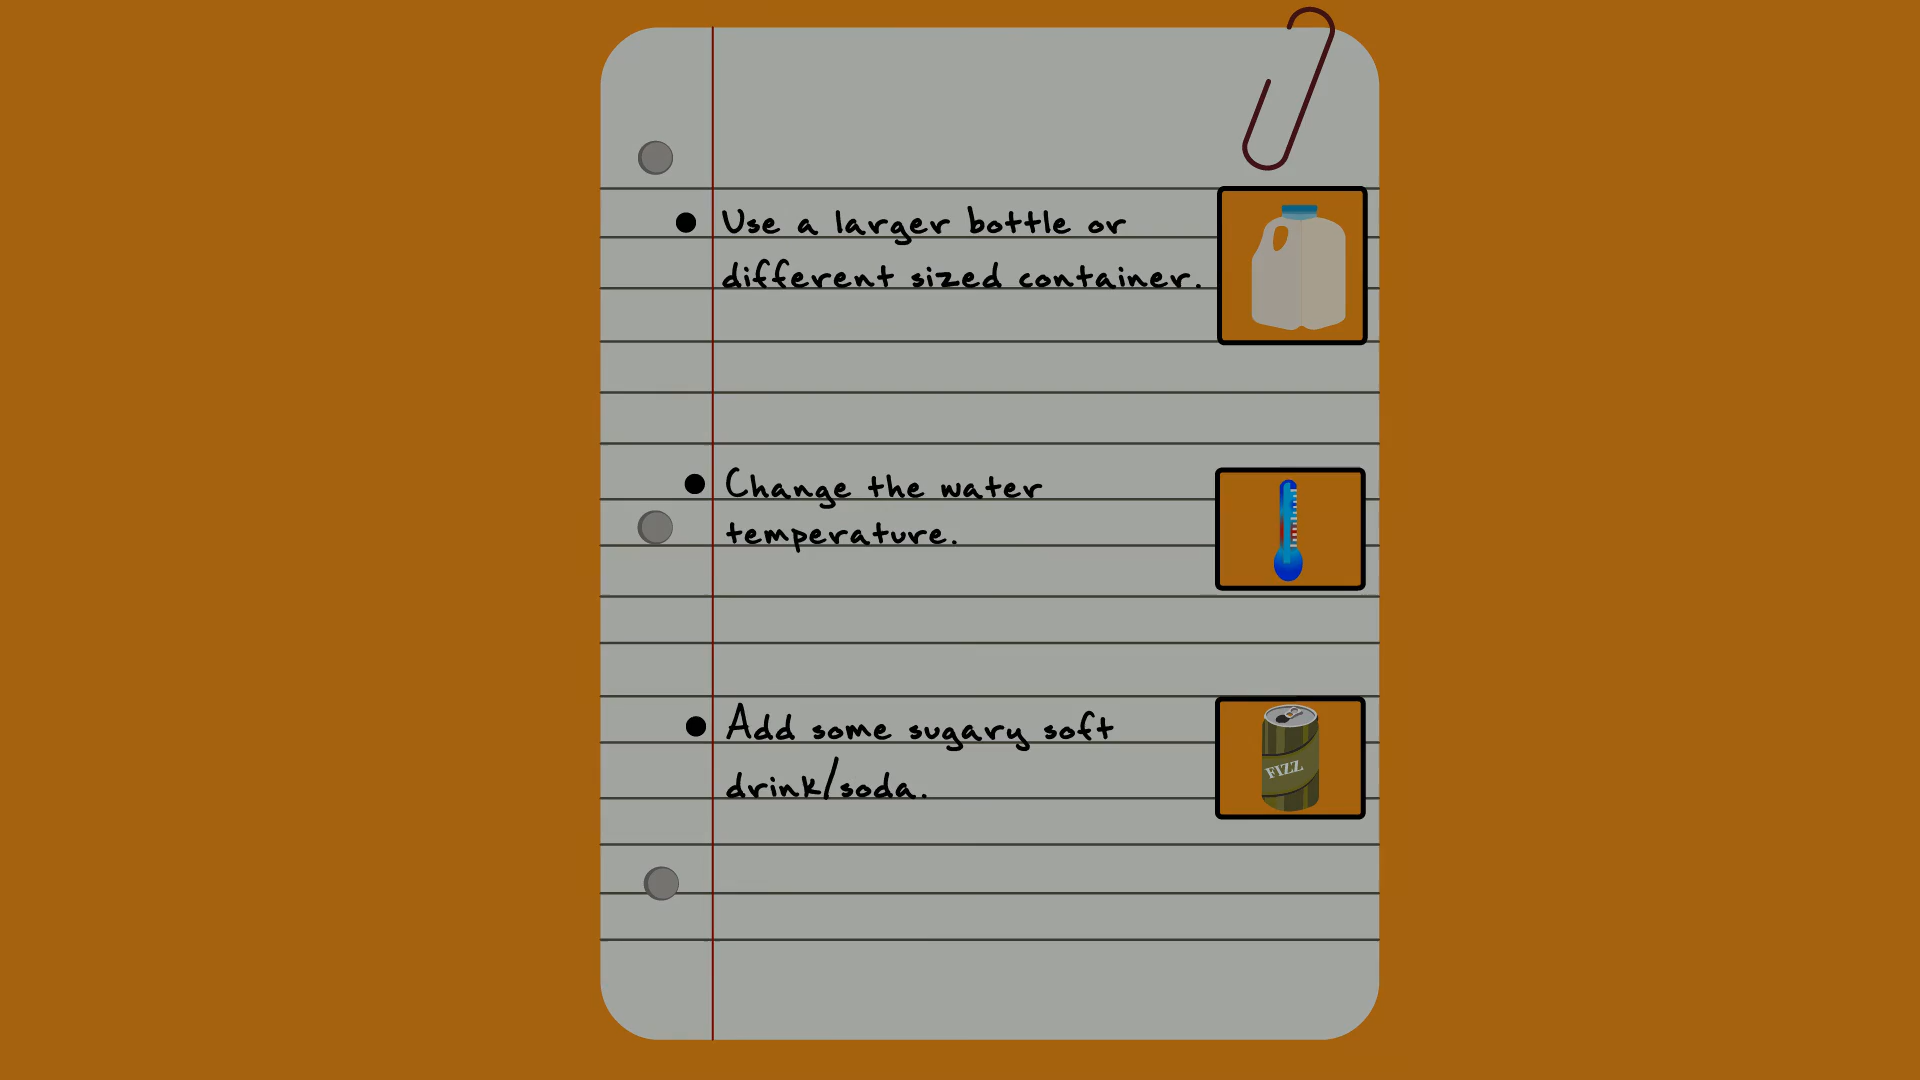 Use a larger bottle or
different sized container.
Change the water
temperature.
Add some sugary soft
drink/soda.
FIZZ